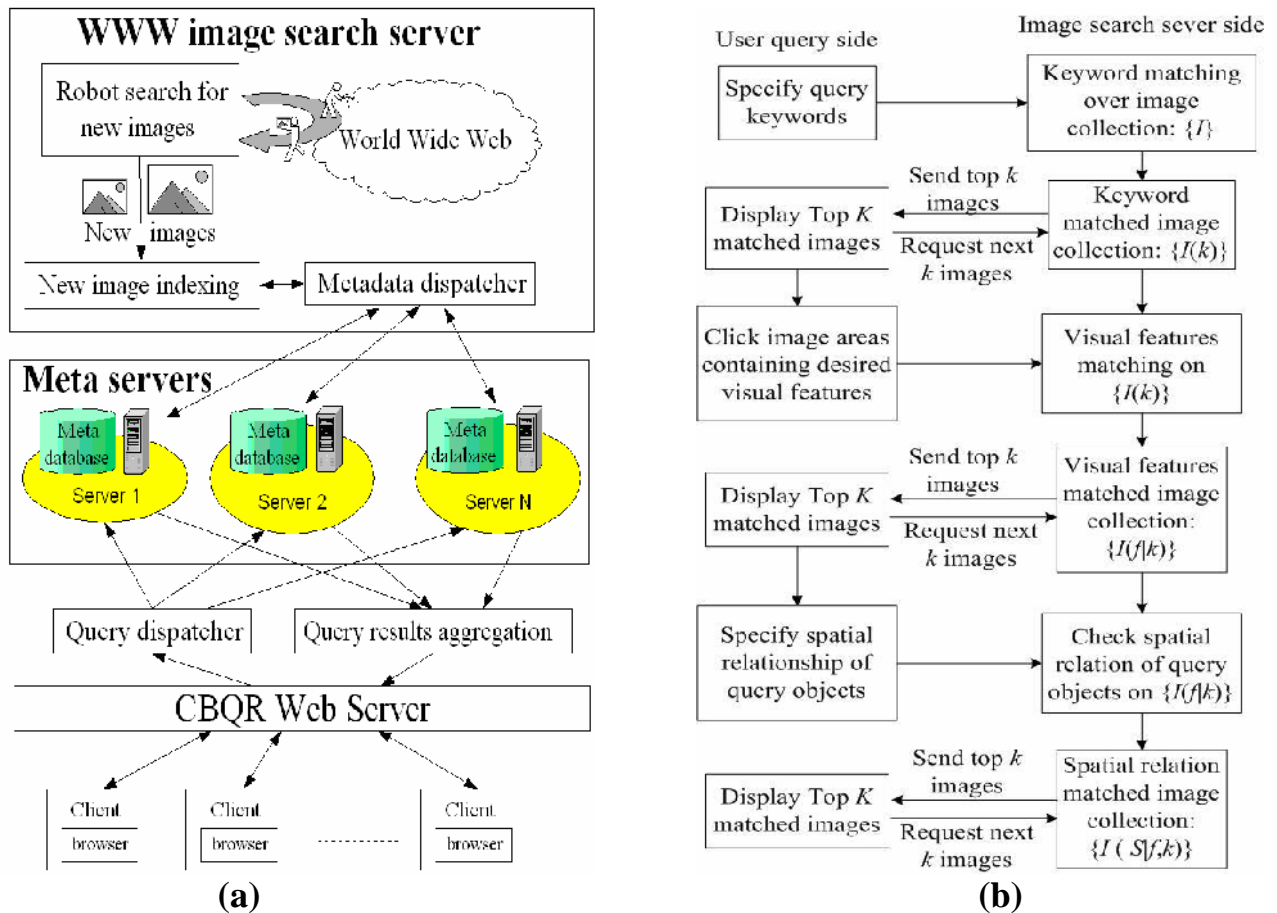 WWW image search server
Robot search for
new images
World Wide Web
New images
New image indexing
Metadata dispatcher
Meta servers
Meta
database
Server 1
Meta
database
Server 2
Meta
database
Server N
Query dispatcher
Query results aggregation
CBQR Web Server
Client
browser
Client
browser
Client
browser
(a)
User query side
Image search sever side
Specify query
keywords
Keyword matching
over image
collection: {I}
Send top k
images
Display Top K
matched images
Request next
k images
Keyword
matched image
collection: {I(k)}
Click image areas
containing desired
visual features
Visual features
matching on
{I(k)}
Send top k
images
Display Top K
matched images
Request next
k images
Visual features
matched image
collection:
{I(f|k)}
Specify spatial
relationship of
query objects
Check spatial
relation of query
objects on {I(f|k)}
Send top k
images
Display Top K
matched images
Request next
k images
Spatial relation
matched image
collection:
{I ( S|f,k)}
(b)